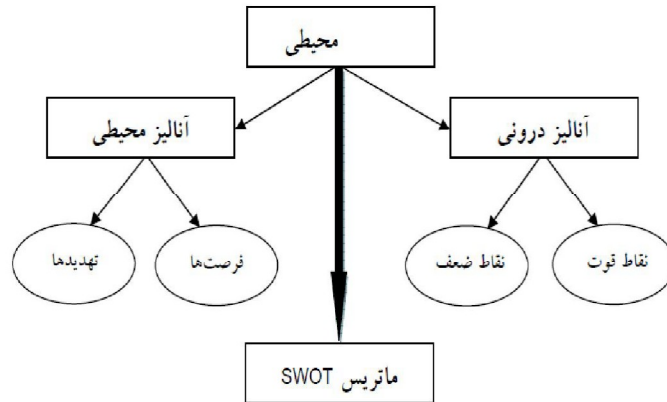 محیطی
آنالیز درونی
آنالیز محیطی
نقاط قوت
نقاط ضعف
فرصت‌ها
تهدیدها
ماتریس SWOT